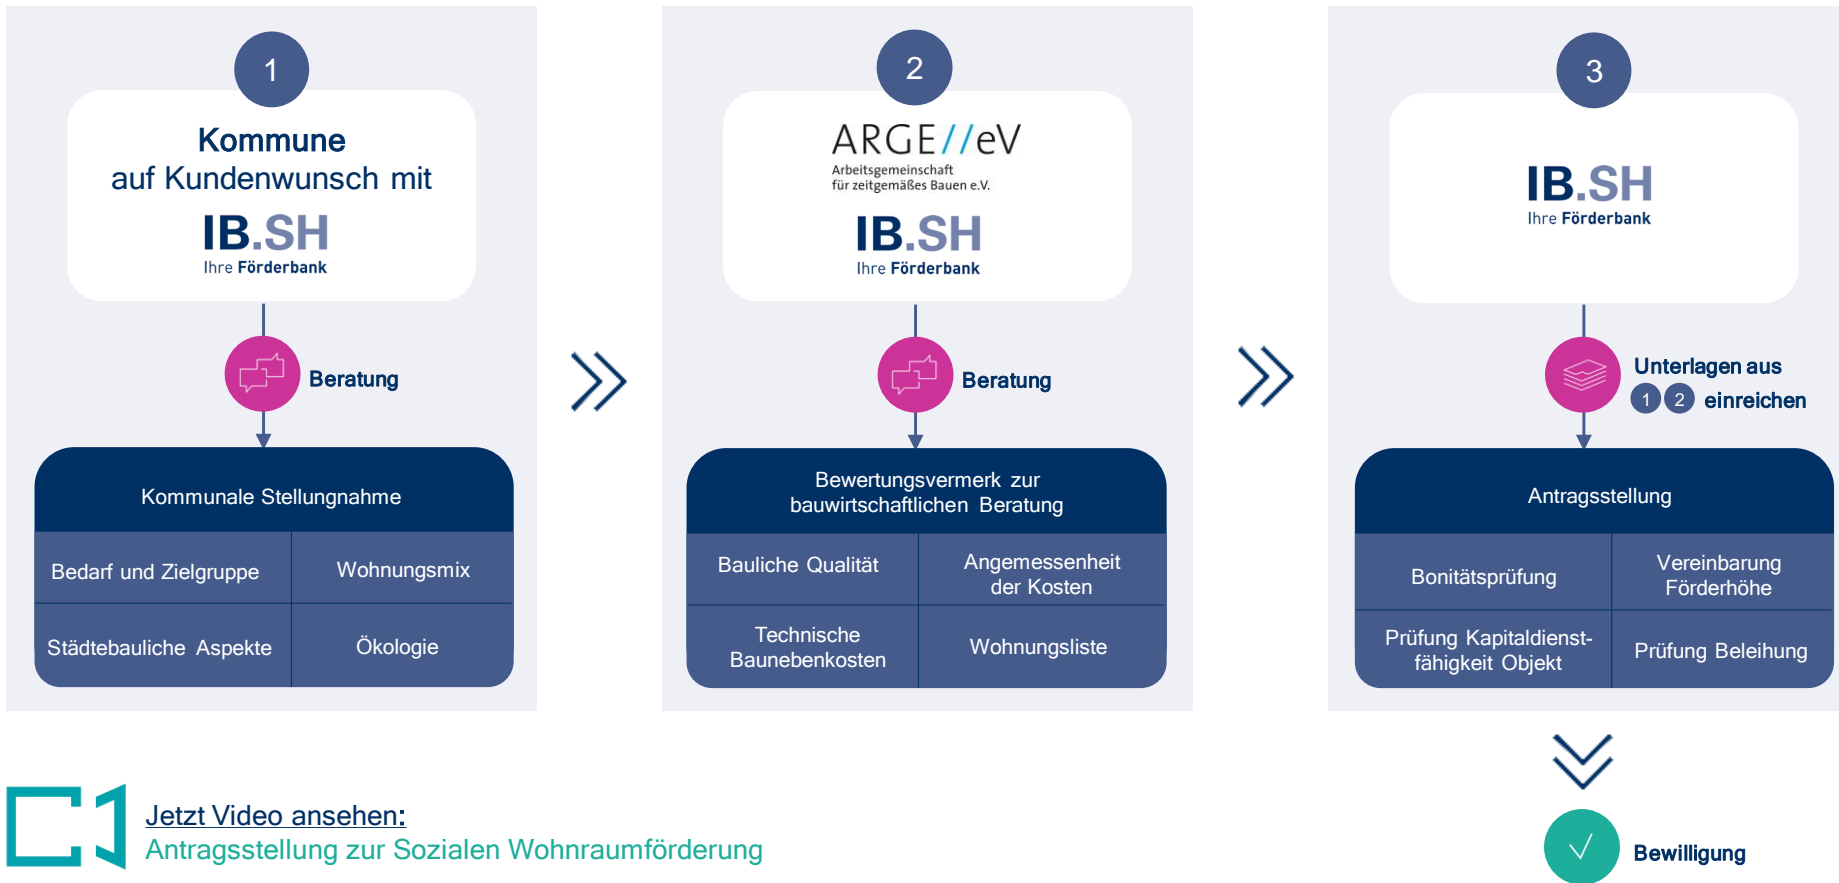 1
Kommune
auf Kundenwunsch mit
IB.SH
Ihre Förderbank
Beratung
Kommunale Stellungnahme
Bedarf und Zielgruppe
Wohnungsmix
Städtebauliche Aspekte
Ökologie
2
ARGE//eV
Arbeitsgemeinschaft
für zeitgemäßes Bauen e.V.
IB.SH
Ihre Förderbank
Beratung
Bewertungsvermerk zur
bauwirtschaftlichen Beratung
Bauliche Qualität
Angemessenheit
der Kosten
Technische
Baunebenkosten
Wohnungsliste
3
IB.SH
Ihre Förderbank
Unterlagen aus
1 2 einreichen
Antragsstellung
Bonitätsprüfung
Vereinbarung
Förderhöhe
Prüfung Kapitaldienst-
fähigkeit Objekt
Prüfung Beleihung
Bewilligung
Jetzt Video ansehen:
Antragsstellung zur Sozialen Wohnraumförderung